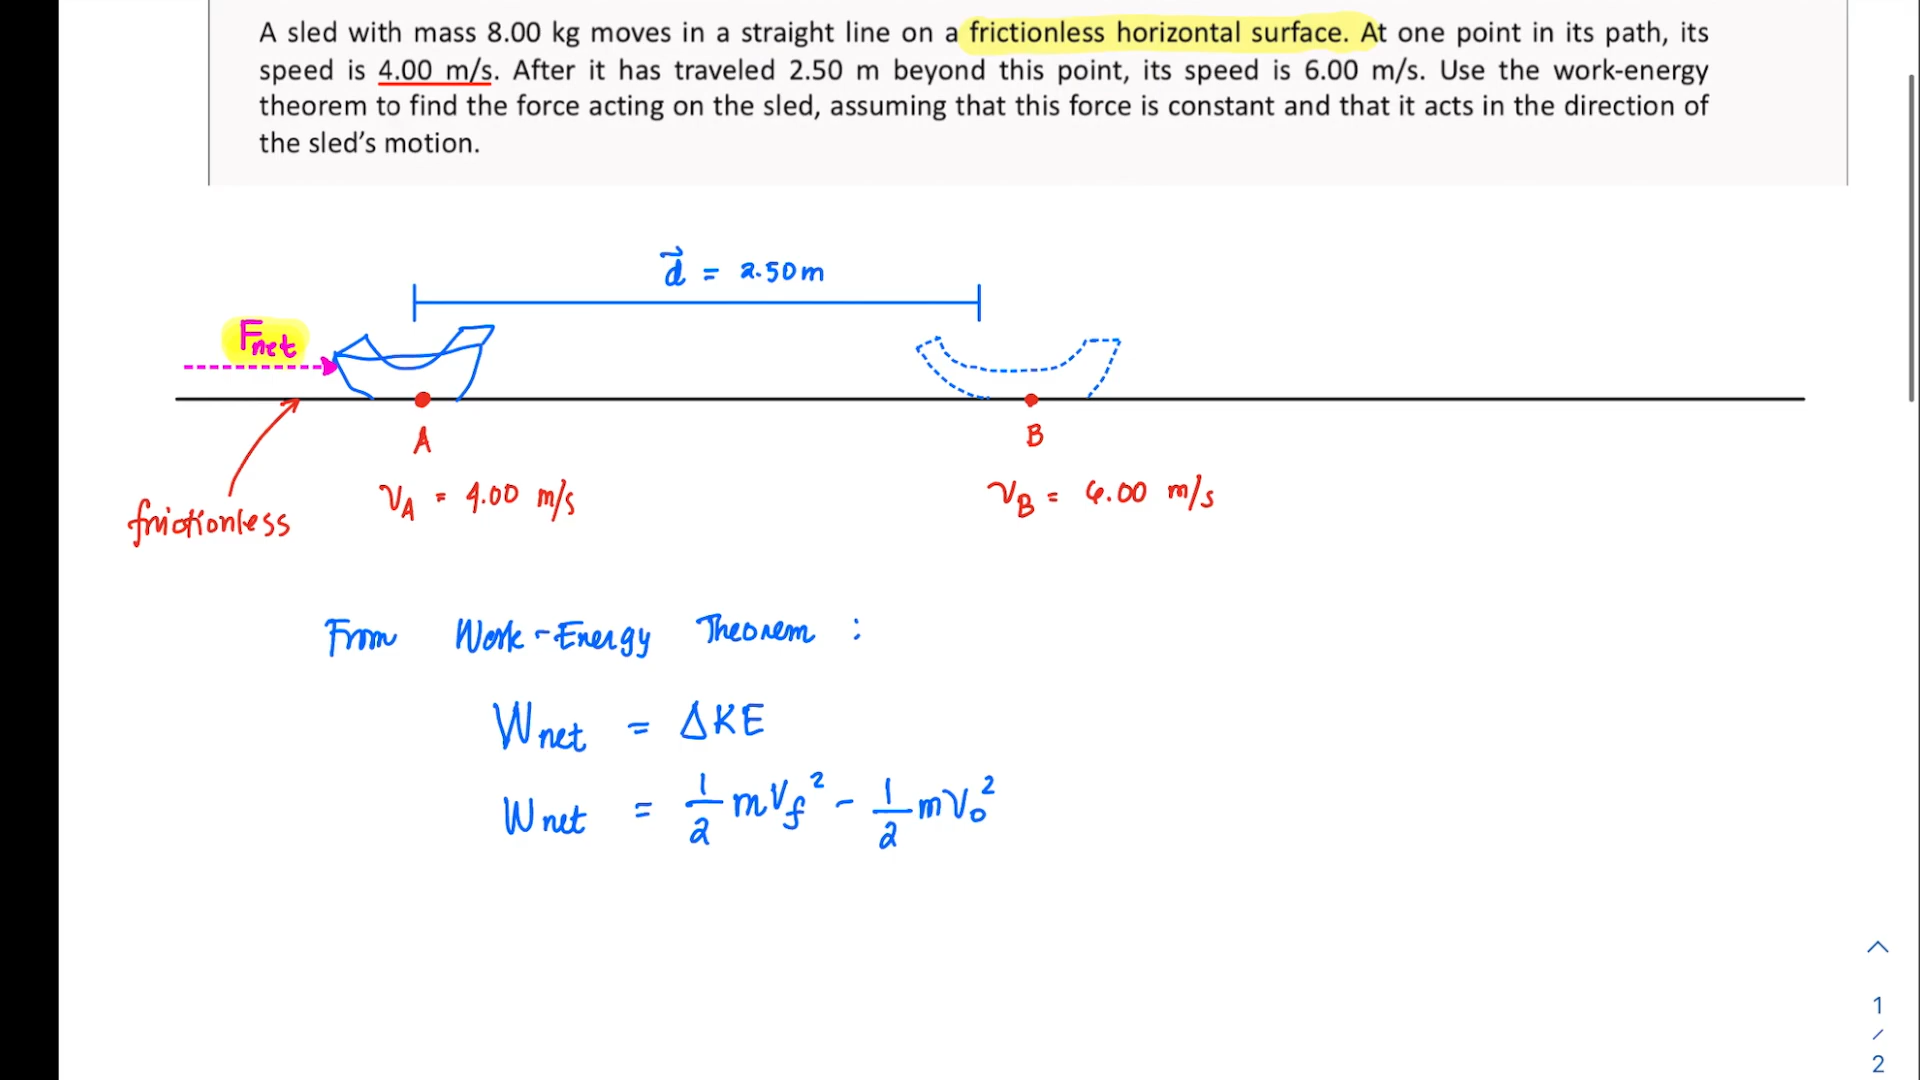 A sled with mass 8.00 kg moves in a straight line on a frictionless horizontal surface. At one point in its path, its
speed is 4.00 m/s. After it has traveled 2.50 m beyond this point, its speed is 6.00 m/s. Use the work-energy
theorem to find the force acting on the sled, assuming that this force is constant and that it acts in the direction of
the sled’s motion.
d⃗ = 2.50m
Fnet
A
B
frictionless
vA = 4.00 m/s
vB = 6.00 m/s
From Work-Energy Theorem :
Wnet = ΔKE
Wnet = 1/2 mVf² - 1/2 mV₀²
1
/
2